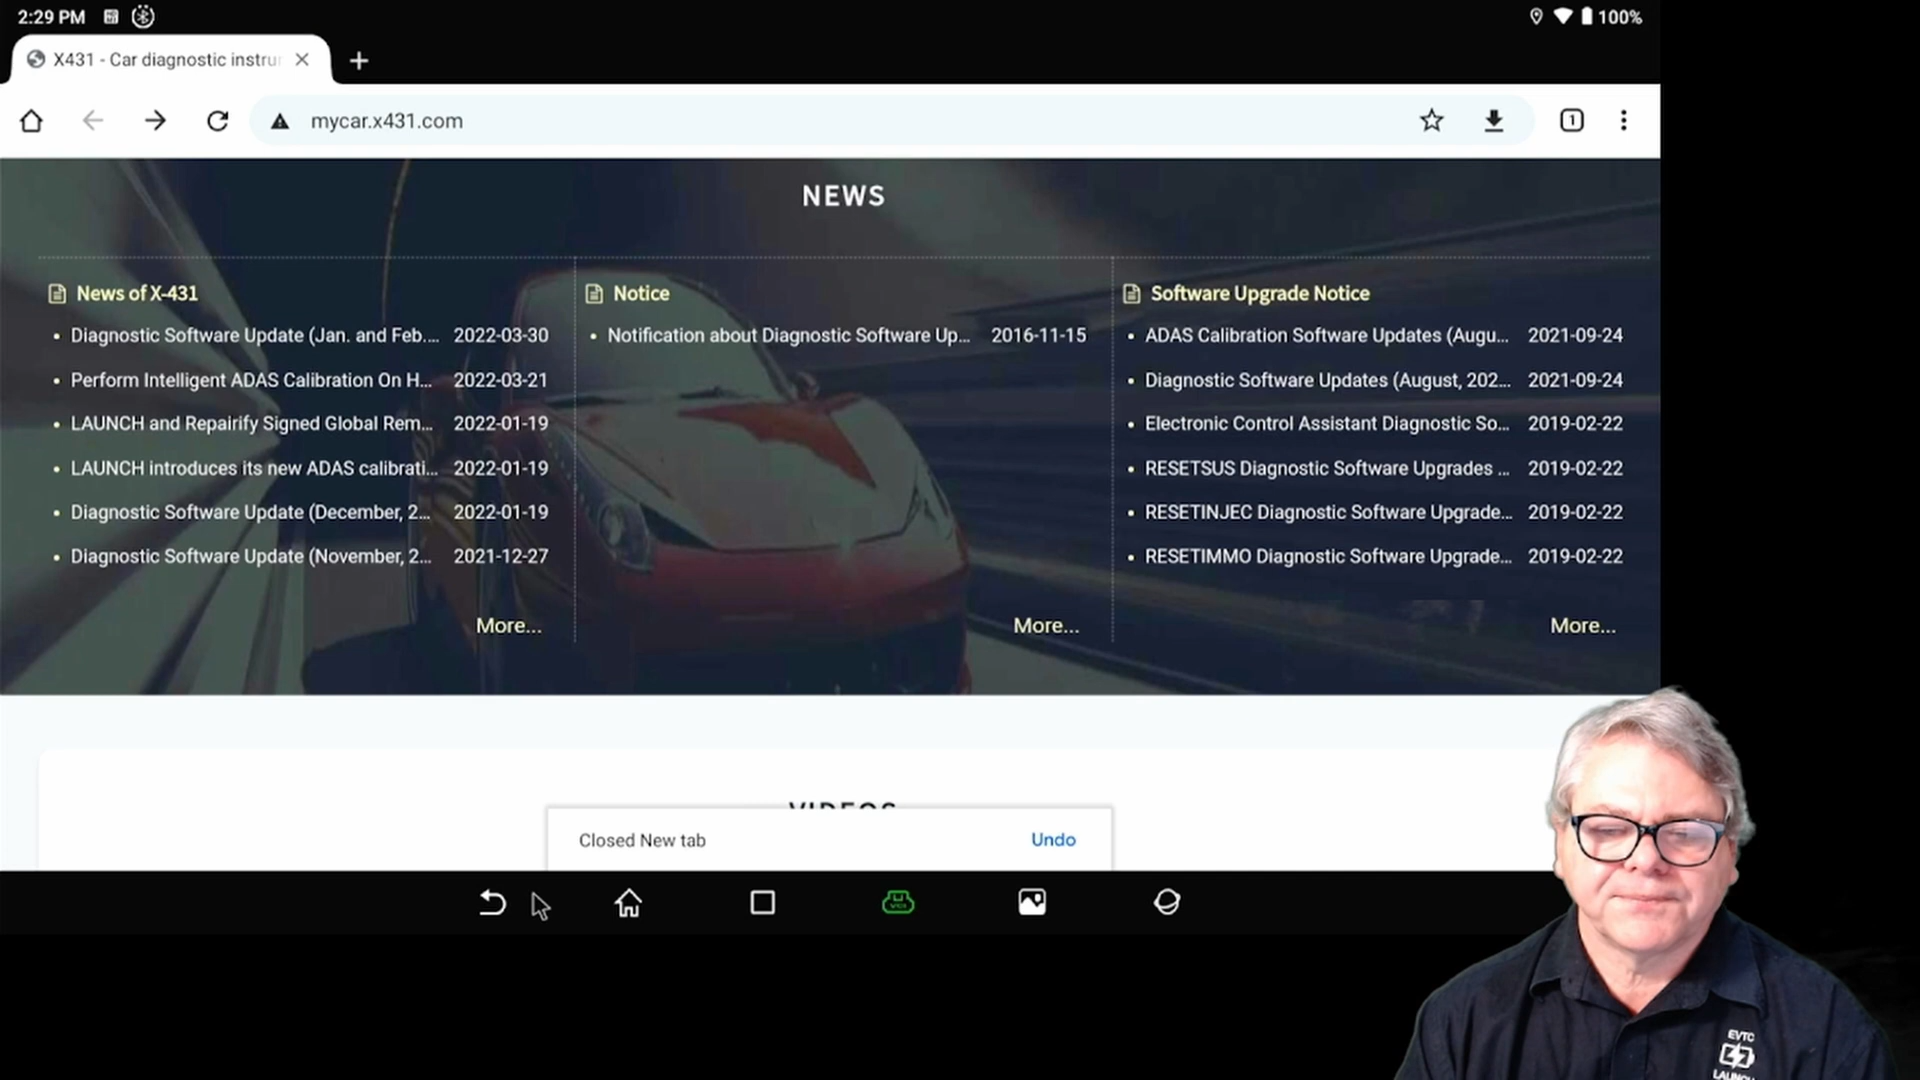 2:29 PM
100%
X431 - Car diagnostic instru
mycar.x431.com
1
NEWS
News of X-431
Diagnostic Software Update (Jan. and Feb.... 2022-03-30
Perform Intelligent ADAS Calibration On H... 2022-03-21
LAUNCH and Repairify Signed Global Rem... 2022-01-19
LAUNCH introduces its new ADAS calibrati... 2022-01-19
Diagnostic Software Update (December, 2... 2022-01-19
Diagnostic Software Update (November, 2... 2021-12-27
More...
Notice
Notification about Diagnostic Software Up... 2016-11-15
More...
Software Upgrade Notice
ADAS Calibration Software Updates (Augu... 2021-09-24
Diagnostic Software Updates (August, 202... 2021-09-24
Electronic Control Assistant Diagnostic So... 2019-02-22
RESETSUS Diagnostic Software Upgrades ... 2019-02-22
RESETINJEC Diagnostic Software Upgrade... 2019-02-22
RESETIMMO Diagnostic Software Upgrade... 2019-02-22
More...
VIDEOS
Closed New tab Undo
VCI
EVTC
LAUNCH